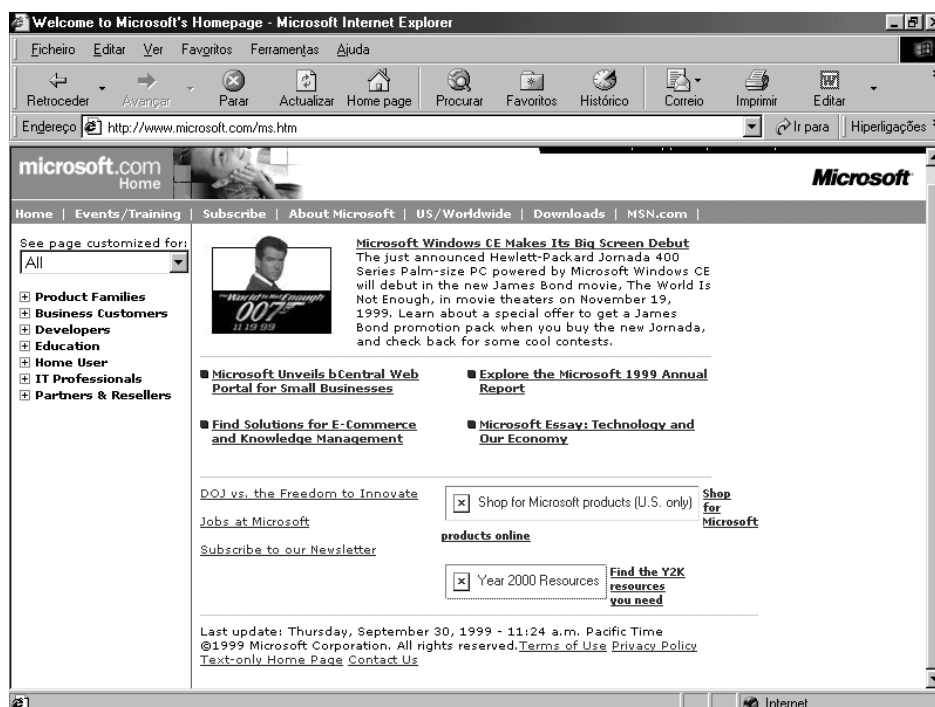 Welcome to Microsoft's Homepage - Microsoft Internet Explorer
Ficheiro Editar Ver Favoritos Ferramentas Ajuda
Retroceder Avançar Parar Actualizar Home page Procurar Favoritos Histórico Correio Imprimir Editar
Endereço http://www.microsoft.com/ms.htm Ir para Hiperligações
microsoft.com
Home
Microsoft
Home | Events/Training | Subscribe | About Microsoft | US/Worldwide | Downloads | MSN.com |
See page customized for:
All
Product Families
Business Customers
Developers
Education
Home User
IT Professionals
Partners & Resellers
The World Is Not Enough
007
11 19 99
Microsoft Windows CE Makes Its Big Screen Debut
The just announced Hewlett-Packard Jornada 400
Series Palm-size PC powered by Microsoft Windows CE
will debut in the new James Bond movie, The World Is
Not Enough, in movie theaters on November 19,
1999. Learn about a special offer to get a James
Bond promotion pack when you buy the new Jornada,
and check back for some cool contests.
Microsoft Unveils bCentral Web
Portal for Small Businesses
Explore the Microsoft 1999 Annual
Report
Find Solutions for E-Commerce
and Knowledge Management
Microsoft Essay: Technology and
Our Economy
DOJ vs. the Freedom to Innovate
Jobs at Microsoft
Subscribe to our Newsletter
Shop for Microsoft products (U.S. only)
Shop
for
Microsoft
products online
Year 2000 Resources
Find the Y2K
resources
you need
Last update: Thursday, September 30, 1999 - 11:24 a.m. Pacific Time
©1999 Microsoft Corporation. All rights reserved. Terms of Use Privacy Policy
Text-only Home Page Contact Us
Internet